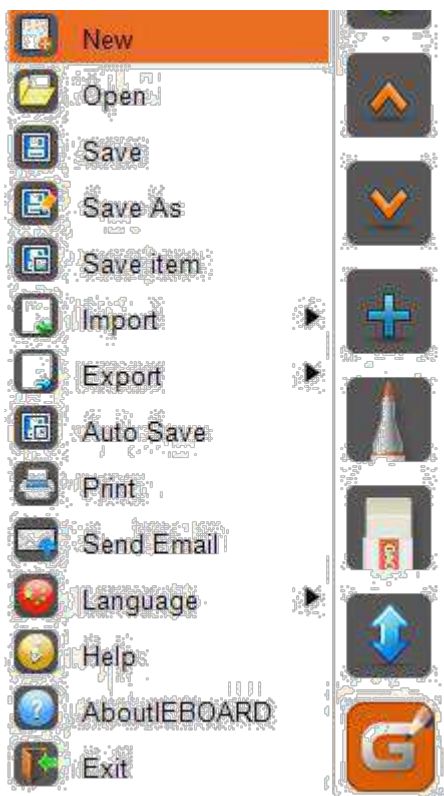 New
Open
Save
Save As
Save item
Import
Export
Auto Save
Print
Send Email
Language
Help
AboutIEBOARD
Exit
G